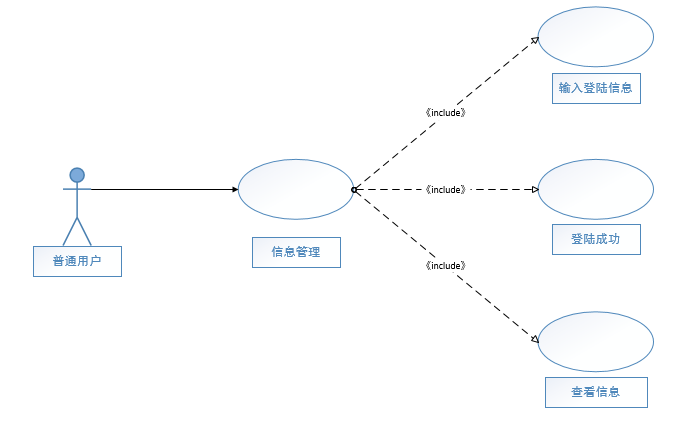 输入登陆信息
《include》
《include》
登陆成功
普通用户
信息管理
《include》
查看信息